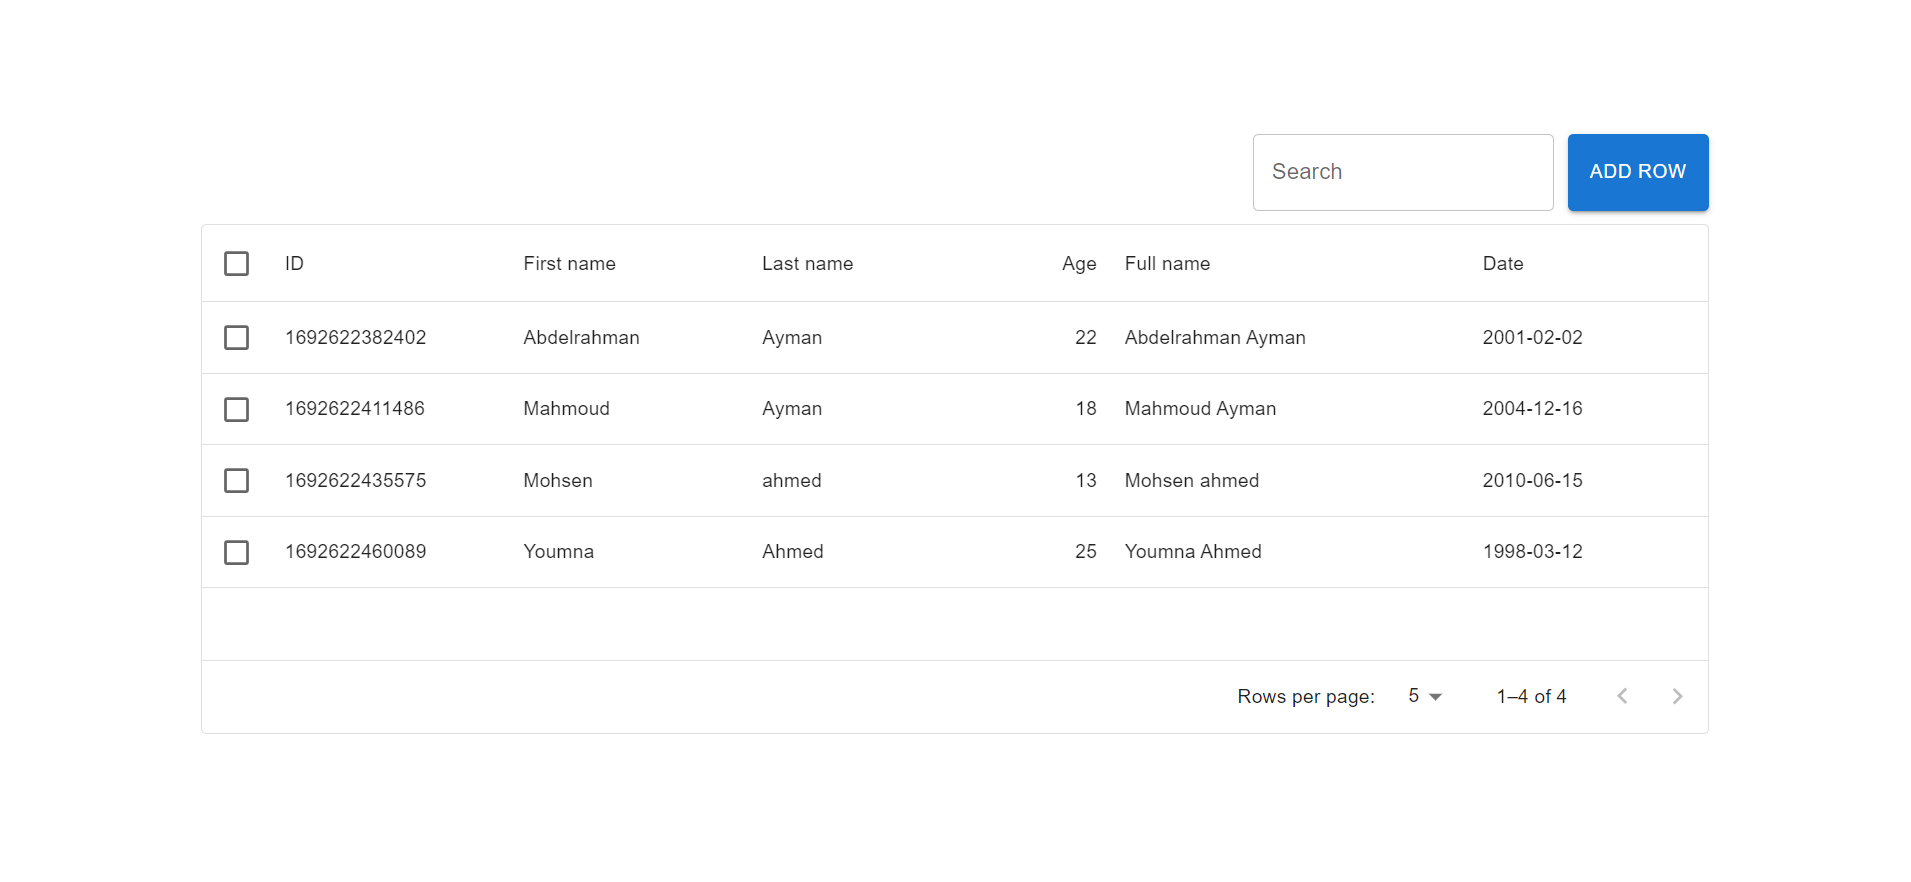 Search ADD ROW
ID First name Last name Age Full name Date
1692622382402 Abdelrahman Ayman 22 Abdelrahman Ayman 2001-02-02
1692622411486 Mahmoud Ayman 18 Mahmoud Ayman 2004-12-16
1692622435575 Mohsen ahmed 13 Mohsen ahmed 2010-06-15
1692622460089 Youmna Ahmed 25 Youmna Ahmed 1998-03-12
Rows per page: 5 1–4 of 4